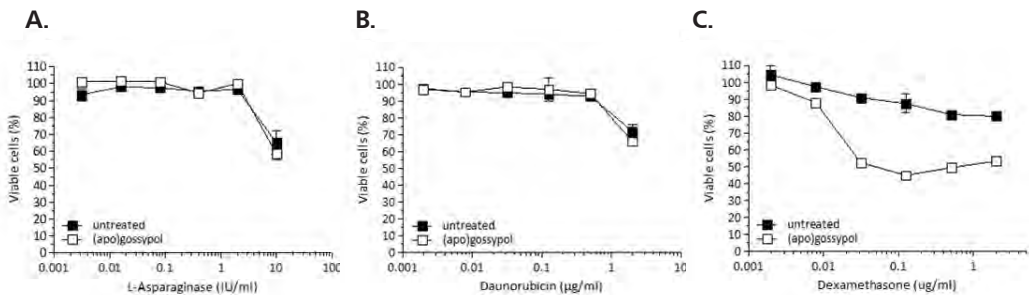 A.
B.
C.
Viable cells (%)
110
100
90
80
70
60
50
40
30
20
10
0
untreated
(apo)gossypol
0.001 0.01 0.1 1 10 100
L-Asparaginase (IU/ml)
Viable cells (%)
110
100
90
80
70
60
50
40
30
20
10
0
untreated
(apo)gossypol
0.001 0.01 0.1 1 10
Daunorubicin (µg/ml)
Viable cells (%)
110
100
90
80
70
60
50
40
30
20
10
0
untreated
(apo)gossypol
0.001 0.01 0.1 1
Dexamethasone (ug/ml)